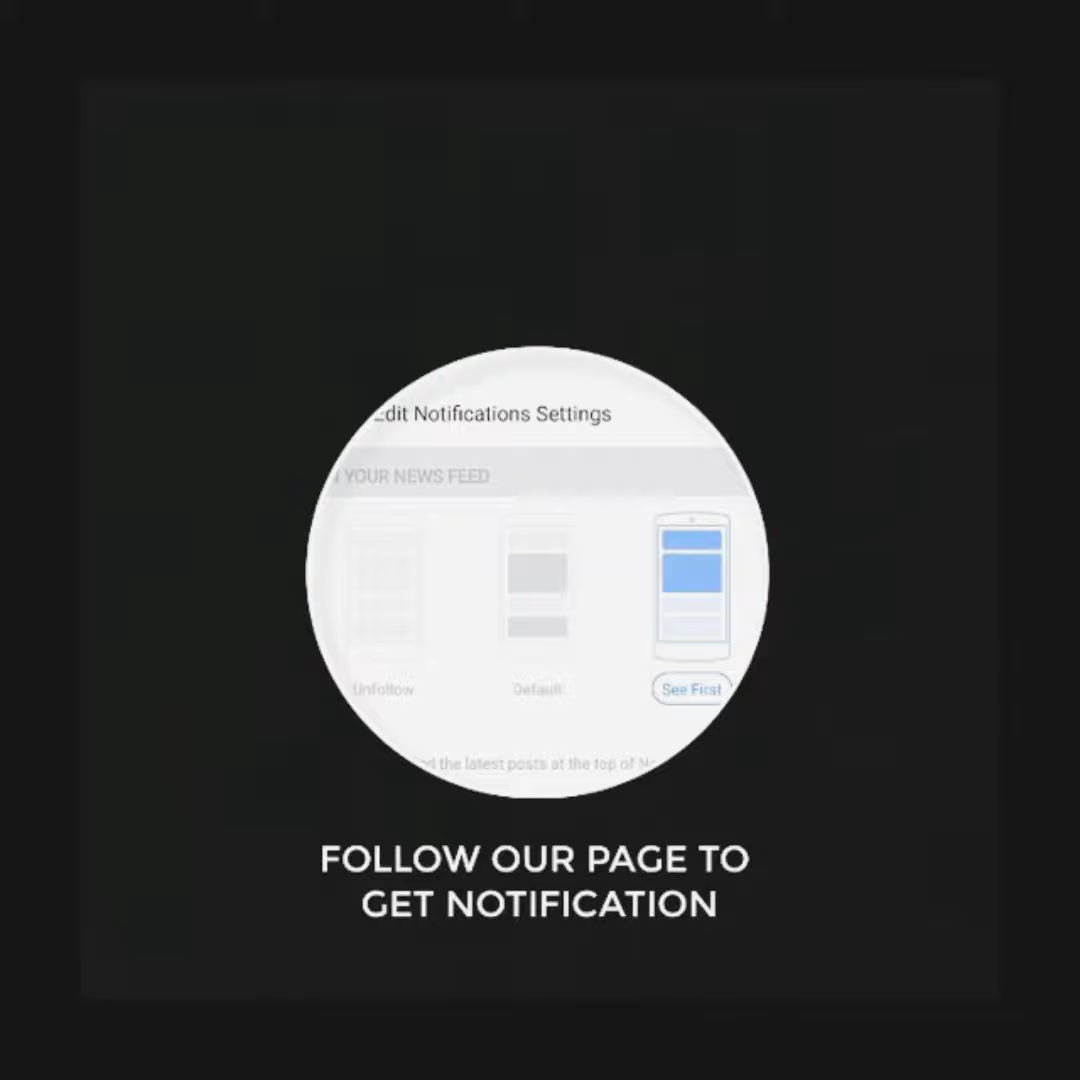 Edit Notifications Settings
YOUR NEWS FEED
Unfollow
Default
See First
the latest posts at the top of
FOLLOW OUR PAGE TO
GET NOTIFICATION